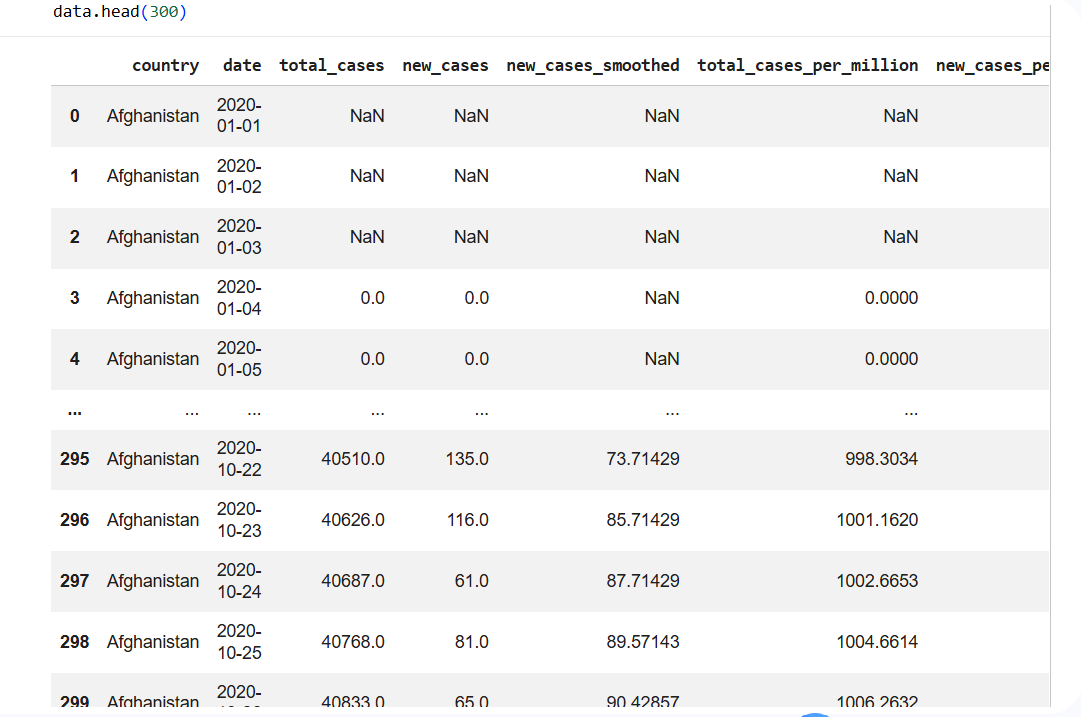 data.head(300)
country date total_cases new_cases new_cases_smoothed total_cases_per_million new_cases_pe
0 Afghanistan 2020-01-01 NaN NaN NaN NaN
1 Afghanistan 2020-01-02 NaN NaN NaN NaN
2 Afghanistan 2020-01-03 NaN NaN NaN NaN
3 Afghanistan 2020-01-04 0.0 0.0 NaN 0.0000
4 Afghanistan 2020-01-05 0.0 0.0 NaN 0.0000
... ... ... ... ... ... ...
295 Afghanistan 2020-10-22 40510.0 135.0 73.71429 998.3034
296 Afghanistan 2020-10-23 40626.0 116.0 85.71429 1001.1620
297 Afghanistan 2020-10-24 40687.0 61.0 87.71429 1002.6653
298 Afghanistan 2020-10-25 40768.0 81.0 89.57143 1004.6614
299 Afghanistan 2020- 40833.0 65.0 90.42857 1006.2632